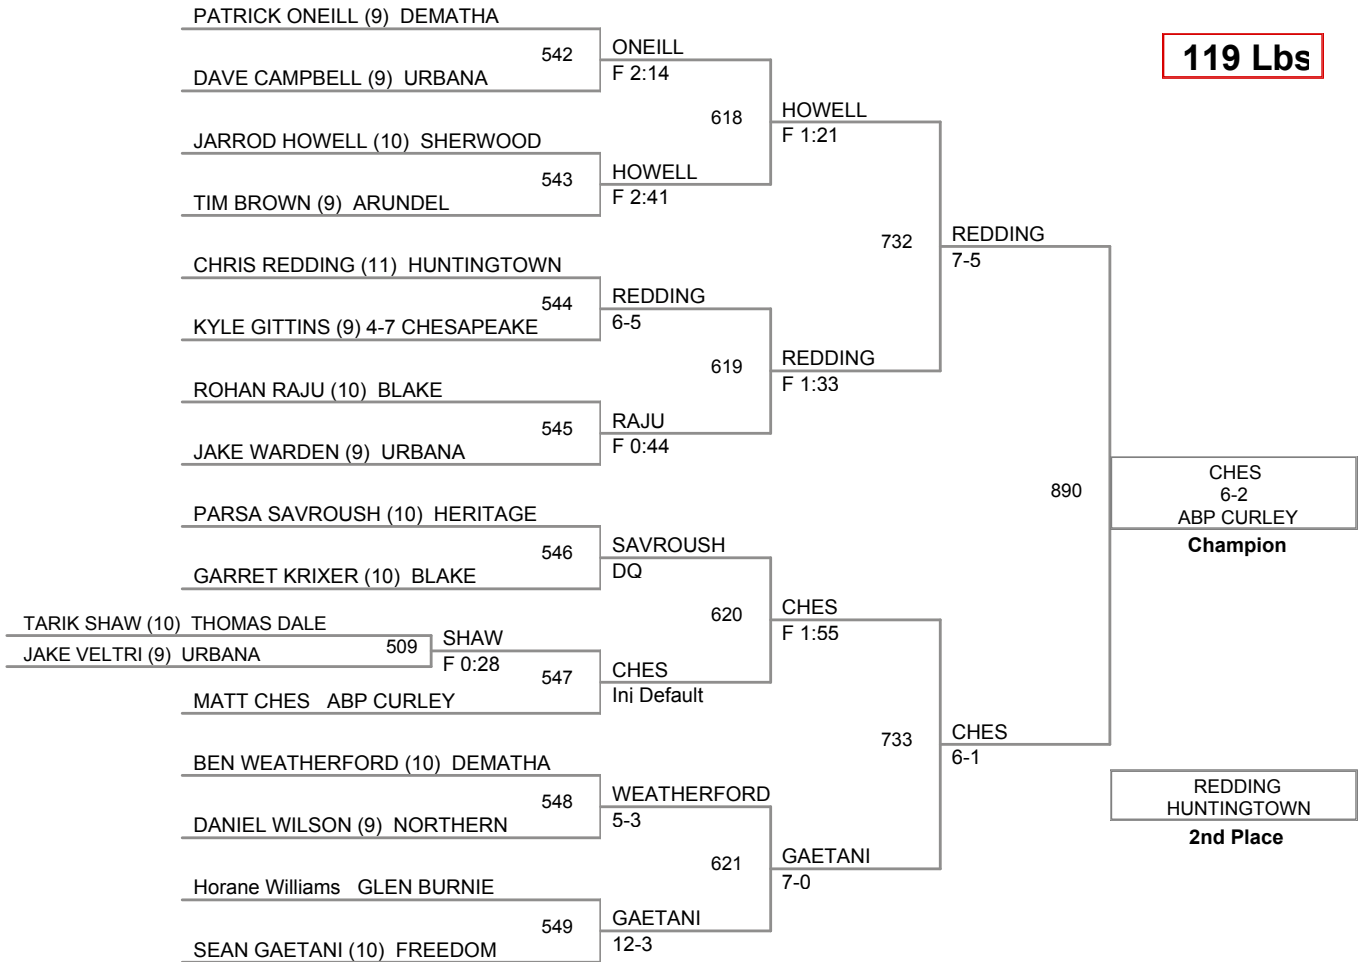 119 Lbs
PATRICK ONEILL (9) DEMATHA
542
ONEILL
F 2:14
DAVE CAMPBELL (9) URBANA
618
HOWELL
F 1:21
JARROD HOWELL (10) SHERWOOD
543
HOWELL
F 2:41
TIM BROWN (9) ARUNDEL
732
REDDING
7-5
CHRIS REDDING (11) HUNTINGTOWN
544
REDDING
6-5
KYLE GITTINS (9) 4-7 CHESAPEAKE
619
REDDING
F 1:33
ROHAN RAJU (10) BLAKE
545
RAJU
F 0:44
JAKE WARDEN (9) URBANA
890
CHES
6-2
ABP CURLEY
Champion
PARSA SAVROUSH (10) HERITAGE
546
SAVROUSH
DQ
GARRET KRIXER (10) BLAKE
620
CHES
F 1:55
TARIK SHAW (10) THOMAS DALE
509
SHAW
F 0:28
JAKE VELTRI (9) URBANA
547
CHES
Inj Default
MATT CHES ABP CURLEY
733
CHES
6-1
BEN WEATHERFORD (10) DEMATHA
548
WEATHERFORD
5-3
DANIEL WILSON (9) NORTHERN
REDDING
HUNTINGTOWN
2nd Place
621
GAETANI
7-0
Horane Williams GLEN BURNIE
549
GAETANI
12-3
SEAN GAETANI (10) FREEDOM